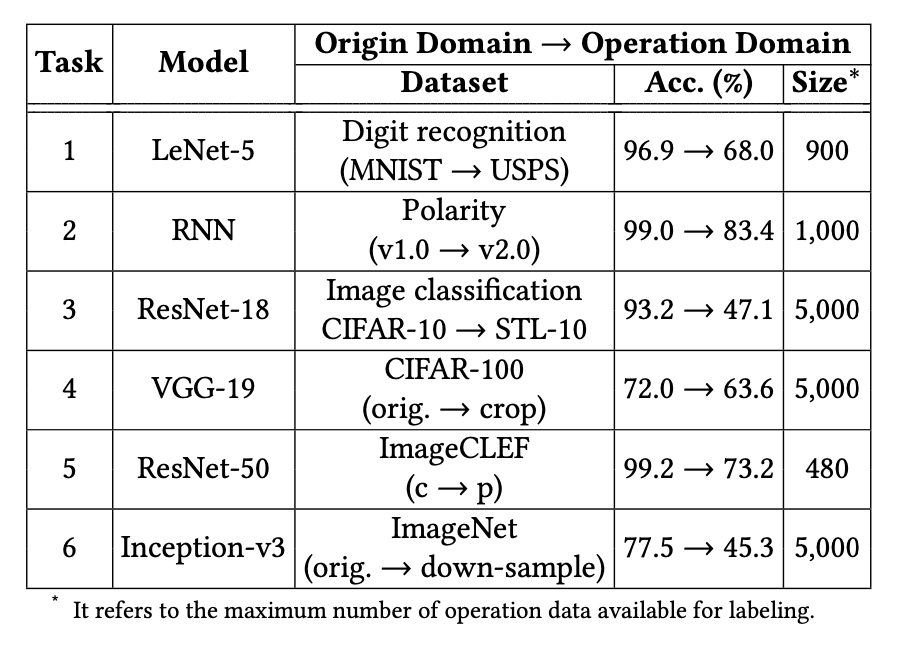 Task Model Origin Domain → Operation Domain
Dataset Acc. (%) Size*
1 LeNet-5 Digit recognition
(MNIST → USPS) 96.9 → 68.0 900
2 RNN Polarity
(v1.0 → v2.0) 99.0 → 83.4 1,000
3 ResNet-18 Image classification
CIFAR-10 → STL-10 93.2 → 47.1 5,000
4 VGG-19 CIFAR-100
(orig. → crop) 72.0 → 63.6 5,000
5 ResNet-50 ImageCLEF
(c → p) 99.2 → 73.2 480
6 Inception-v3 ImageNet
(orig. → down-sample) 77.5 → 45.3 5,000
* It refers to the maximum number of operation data available for labeling.